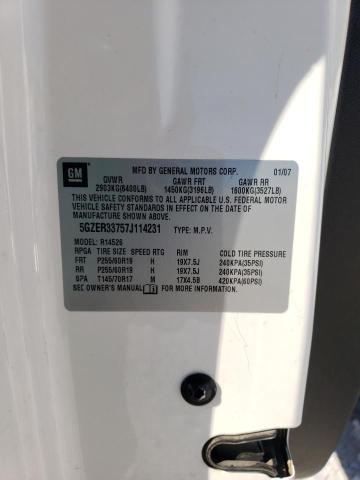 GM
MFD BY GENERAL MOTORS CORP. 01/07
GVWR GAWR FRT GAWR RR
2903KG(6400LB) 1450KG(3196LB) 1600KG(3527LB)
THIS VEHICLE CONFORMS TO ALL APPLICABLE U.S. FEDERAL MOTOR
VEHICLE SAFETY STANDARDS IN EFFECT ON THE DATE OF
MANUFACTURE SHOWN ABOVE.
5GZER33757J114231 TYPE: M.P.V.
MODEL: R14526
RPGA TIRE SIZE SPEED RTG RIM COLD TIRE PRESSURE
FRT P255/60R19 H 19X7.5J 240KPA(35PSI)
RR P255/60R19 H 19X7.5J 240KPA(35PSI)
SPA T145/70R17 M 17X4.5B 420KPA(60PSI)
SEE OWNER'S MANUAL FOR MORE INFORMATION.